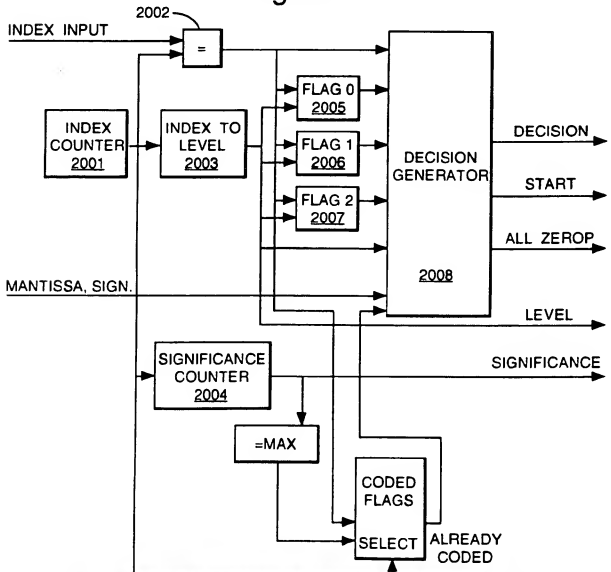 2002
INDEX INPUT
=
FLAG 0
2005
INDEX
COUNTER
2001
INDEX TO
LEVEL
2003
FLAG 1
2006
FLAG 2
2007
DECISION
GENERATOR
2008
DECISION
START
ALL ZEROP
MANTISSA, SIGN.
LEVEL
SIGNIFICANCE
COUNTER
2004
SIGNIFICANCE
=MAX
CODED
FLAGS
SELECT
ALREADY
CODED